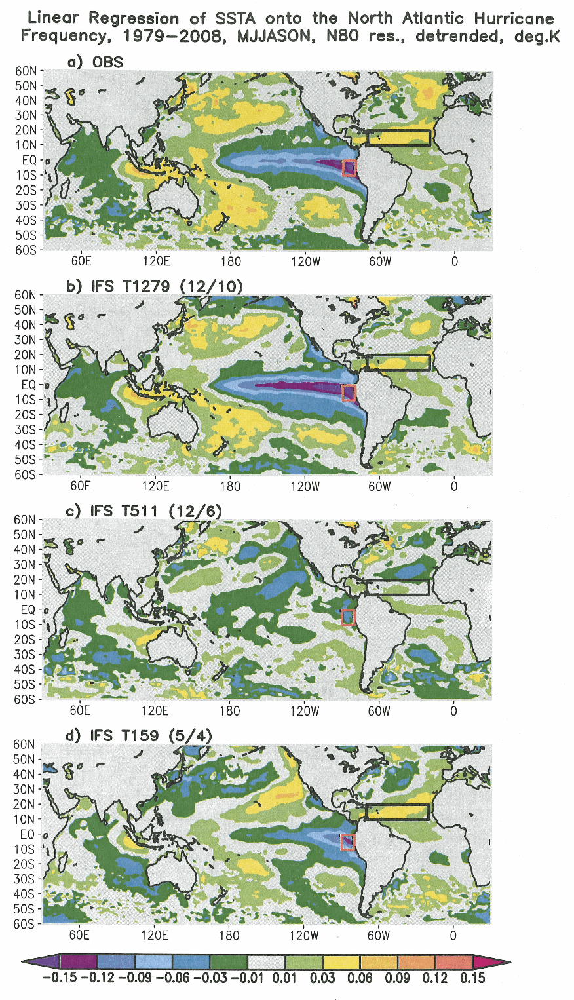 Linear Regression of SSTA onto the North Atlantic Hurricane
Frequency, 1979-2008, MJJASON, N80 res., detrended, deg.K
a) OBS
60N
50N
40N
30N
20N
10N
EQ
10S
20S
30S
40S
50S
60S
60E 120E 180 120W 60W 0
b) IFS T1279 (12/10)
60N
50N
40N
30N
20N
10N
EQ
10S
20S
30S
40S
50S
60S
60E 120E 180 120W 60W 0
c) IFS T511 (12/6)
60N
50N
40N
30N
20N
10N
EQ
10S
20S
30S
40S
50S
60S
60E 120E 180 120W 60W 0
d) IFS T159 (5/4)
60N
50N
40N
30N
20N
10N
EQ
10S
20S
30S
40S
50S
60S
60E 120E 180 120W 60W 0
-0.15 -0.12 -0.09 -0.06 -0.03 -0.01 0.01 0.03 0.06 0.09 0.12 0.15